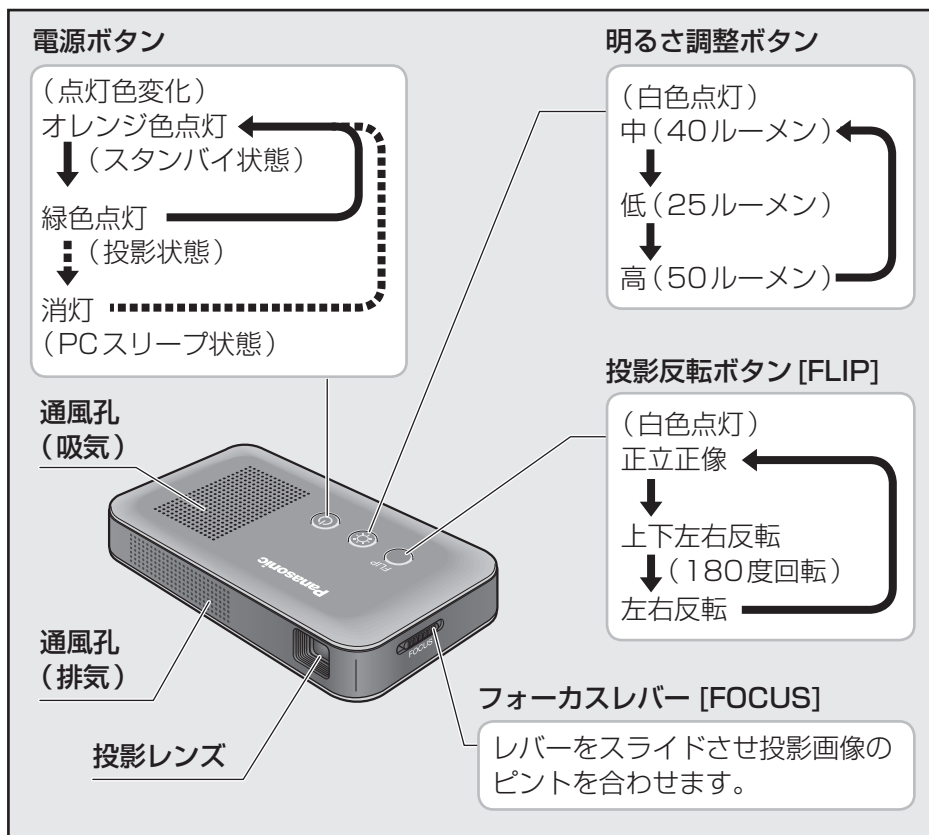 電源ボタン
(点灯色変化)
オレンジ色点灯
(スタンバイ状態)
緑色点灯
(投影状態)
消灯
(PCスリープ状態)
明るさ調整ボタン
(白色点灯)
中(40ルーメン)
低(25ルーメン)
高(50ルーメン)
投影反転ボタン [FLIP]
(白色点灯)
正立正像
上下左右反転
(180度回転)
左右反転
通風孔
(吸気)
FLIP
Panasonic
FOCUS
通風孔
(排気)
投影レンズ
フォーカスレバー [FOCUS]
レバーをスライドさせ投影画像の
ピントを合わせます。